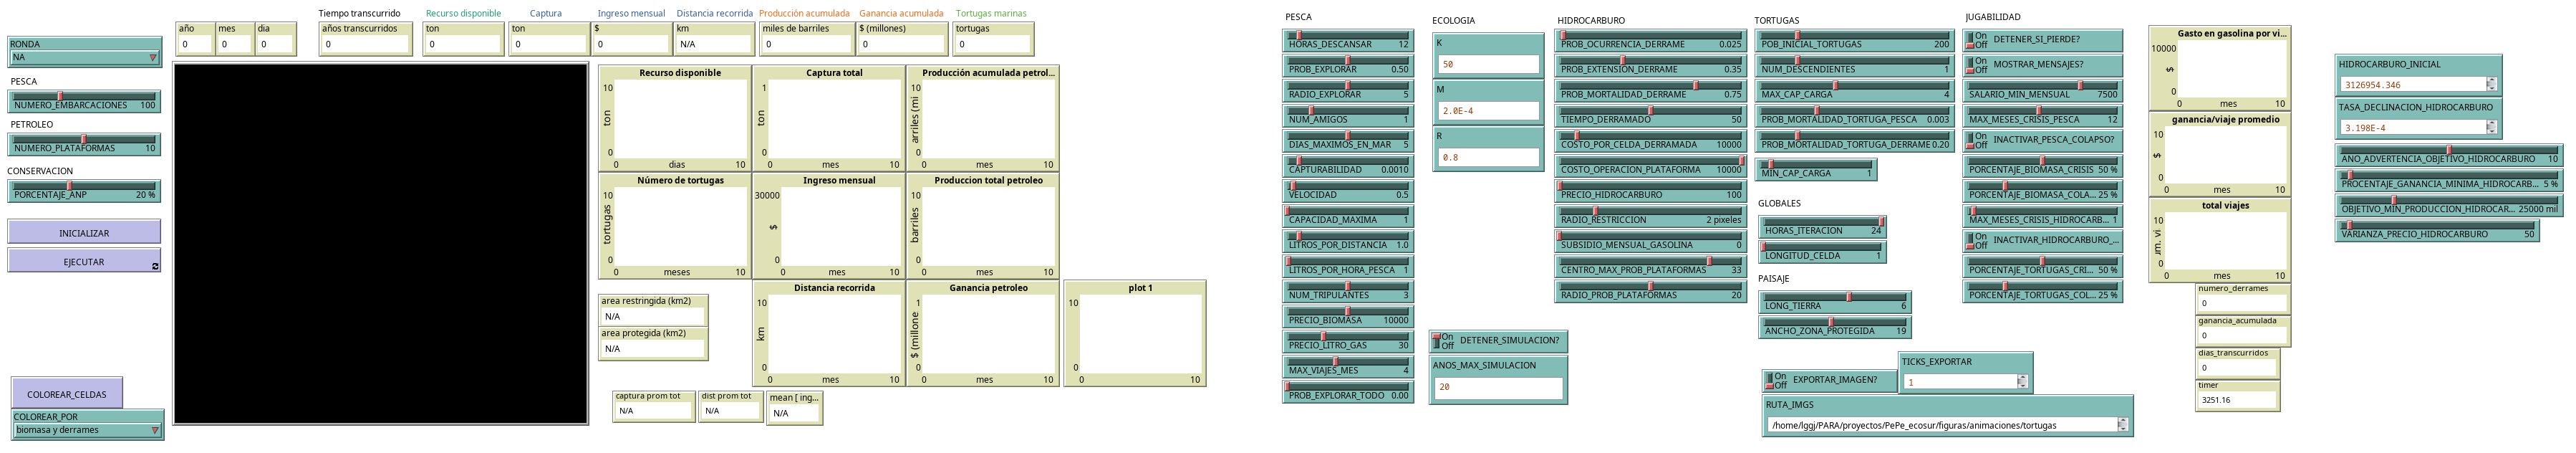 Tiempo transcurrido
Recurso disponible
Captura
Ingreso mensual
Distancia recorrida
Producción acumulada
Ganancia acumulada
Tortugas marinas
año
0
mes
0
dia
0
años transcurridos
0
ton
0
ton
0
$
0
km
N/A
miles de barriles
0
$ (millones)
0
tortugas
0
RONDA
NA
PESCA
NUMERO_EMBARCACIONES 100
PETROLEO
NUMERO_PLATAFORMAS 10
CONSERVACION
PORCENTAJE_ANP 20 %
INICIALIZAR
EJECUTAR
COLOREAR_CELDAS
COLOREAR_POR
biomasa y derrames
Recurso disponible
10
ton
0
0 dias 10
Captura total
1
ton
0
0 mes 10
Producción acumulada petrol...
10
arriles (mi
0
0 mes 10
Número de tortugas
10
tortugas
0
0 meses 10
Ingreso mensual
30000
$
0
0 mes 10
Produccion total petroleo
10
barriles
0
0 mes 10
area restringida (km2)
N/A
area protegida (km2)
N/A
Distancia recorrida
10
km
0
0 mes 10
Ganancia petroleo
1
$ (millone
0
0 mes 10
plot 1
10
0
0 10
captura prom tot
N/A
dist prom tot
N/A
mean [ ing...
N/A
PESCA
HORAS_DESCANSAR 12
PROB_EXPLORAR 0.50
RADIO_EXPLORAR 5
NUM_AMIGOS 1
DIAS_MAXIMOS_EN_MAR 5
CAPTURABILIDAD 0.0010
VELOCIDAD 0.5
CAPACIDAD_MAXIMA 1
LITROS_POR_DISTANCIA 1.0
LITROS_POR_HORA_PESCA 1
NUM_TRIPULANTES 3
PRECIO_BIOMASA 10000
PRECIO_LITRO_GAS 30
MAX_VIAJES_MES 4
PROB_EXPLORAR_TODO 0.00
ECOLOGIA
K
50
M
2.0E-4
R
0.8
On
Off
DETENER_SIMULACION?
ANOS_MAX_SIMULACION
20
HIDROCARBURO
PROB_OCURRENCIA_DERRAME 0.025
PROB_EXTENSION_DERRAME 0.35
PROB_MORTALIDAD_DERRAME 0.75
TIEMPO_DERRAMADO 50
COSTO_POR_CELDA_DERRAMADA 10000
COSTO_OPERACION_PLATAFORMA 10000
PRECIO_HIDROCARBURO 100
RADIO_RESTRICCION 2 pixeles
SUBSIDIO_MENSUAL_GASOLINA 0
CENTRO_MAX_PROB_PLATAFORMAS 33
RADIO_PROB_PLATAFORMAS 20
TORTUGAS
POB_INICIAL_TORTUGAS 200
NUM_DESCENDIENTES 1
MAX_CAP_CARGA 4
PROB_MORTALIDAD_TORTUGA_PESCA 0.003
PROB_MORTALIDAD_TORTUGA_DERRAME 0.20
MIN_CAP_CARGA 1
GLOBALES
HORAS_ITERACION 24
LONGITUD_CELDA 1
PAISAJE
LONG_TIERRA 6
ANCHO_ZONA_PROTEGIDA 19
On
Off
EXPORTAR_IMAGEN?
TICKS_EXPORTAR
1
RUTA_IMGS
/home/lggj/PARA/proyectos/PePe_ecosur/figuras/animaciones/tortugas
JUGABILIDAD
On
Off
DETENER_SI_PIERDE?
On
Off
MOSTRAR_MENSAJES?
SALARIO_MIN_MENSUAL 7500
MAX_MESES_CRISIS_PESCA 12
On
Off
INACTIVAR_PESCA_COLAPSO?
PORCENTAJE_BIOMASA_CRISIS 50 %
PORCENTAJE_BIOMASA_COLA... 25 %
MAX_MESES_CRISIS_HIDROCARB... 1
On
Off
INACTIVAR_HIDROCARBURO_...
PORCENTAJE_TORTUGAS_CRI... 50 %
PORCENTAJE_TORTUGAS_COL... 25 %
Gasto en gasolina por vi...
10000
$
0
0 mes 10
ganancia/viaje promedio
10
$
0
0 mes 10
total viajes
10
um. vi
0
0 mes 10
numero_derrames
0
ganancia_acumulada
0
dias_transcurridos
0
timer
3251.16
HIDROCARBURO_INICIAL
3126954.346
TASA_DECLINACION_HIDROCARBURO
3.198E-4
ANO_ADVERTENCIA_OBJETIVO_HIDROCARBURO 10
PROCENTAJE_GANANCIA_MINIMA_HIDROCARB... 5 %
OBJETIVO_MIN_PRODUCCION_HIDROCAR... 25000 mil
VARIANZA_PRECIO_HIDROCARBURO 50